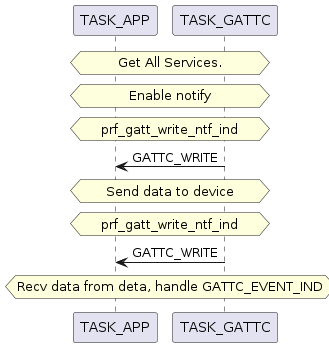 TASK_APP TASK_GATTC
Get All Services.
Enable notify
prf_gatt_write_ntf_ind
GATTC_WRITE
Send data to device
prf_gatt_write_ntf_ind
GATTC_WRITE
Recv data from deta, handle GATTC_EVENT_IND
TASK_APP TASK_GATTC